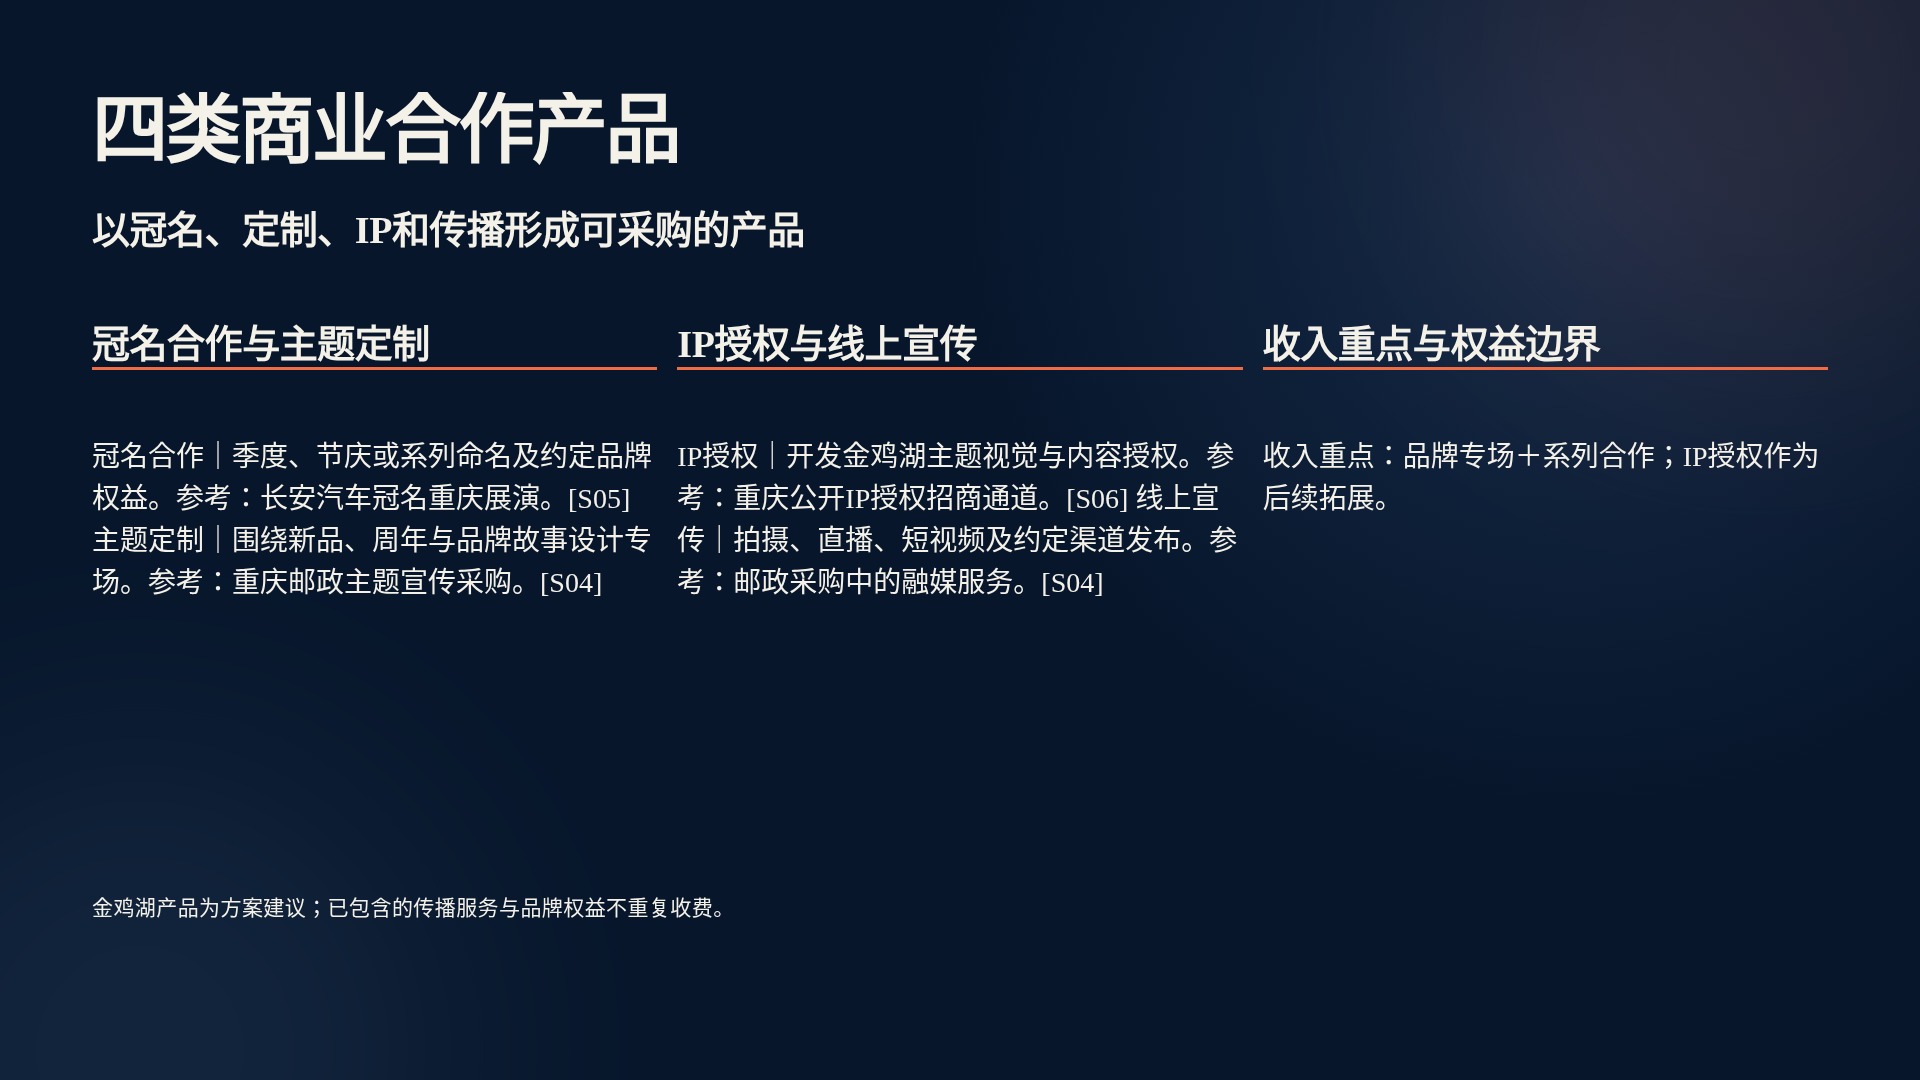 四类商业合作产品
以冠名、定制、IP和传播形成可采购的产品
冠名合作与主题定制
冠名合作｜季度、节庆或系列命名及约定品牌
权益。参考：长安汽车冠名重庆展演。[S05]
主题定制｜围绕新品、周年与品牌故事设计专
场。参考：重庆邮政主题宣传采购。[S04]
IP授权与线上宣传
IP授权｜开发金鸡湖主题视觉与内容授权。参
考：重庆公开IP授权招商通道。[S06] 线上宣
传｜拍摄、直播、短视频及约定渠道发布。参
考：邮政采购中的融媒服务。[S04]
收入重点与权益边界
收入重点：品牌专场＋系列合作；IP授权作为
后续拓展。
金鸡湖产品为方案建议；已包含的传播服务与品牌权益不重复收费。